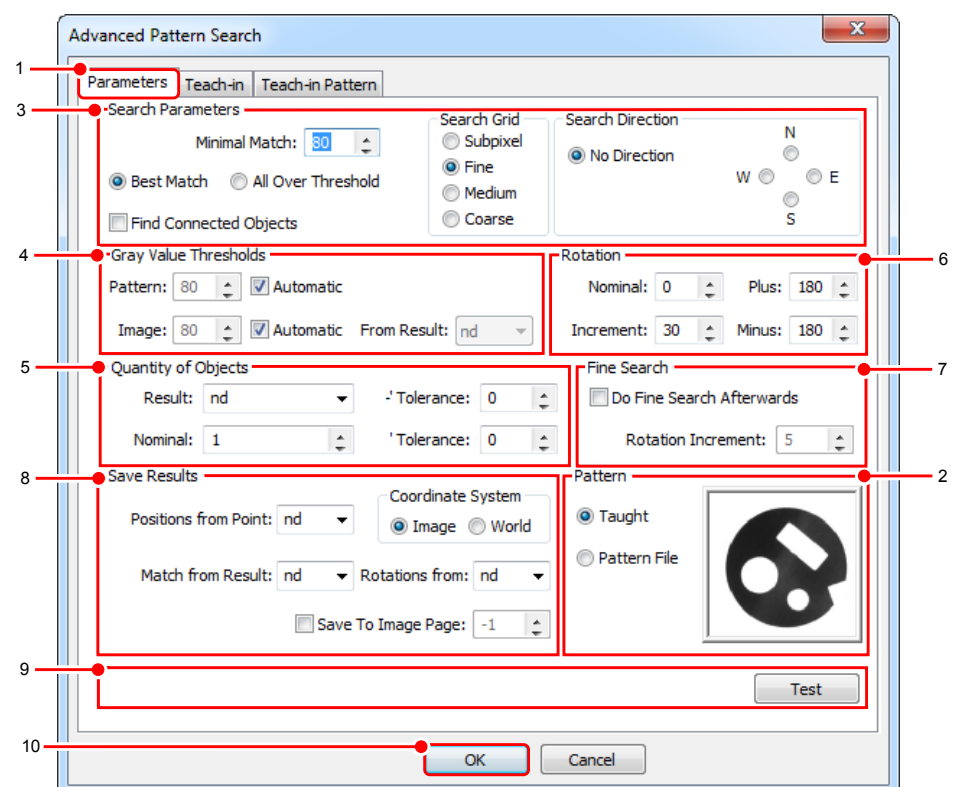 Advanced Pattern Search
1
Parameters Teach-in Teach-in Pattern
3
Search Parameters
Minimal Match: 80
Best Match All Over Threshold
Find Connected Objects
Search Grid
Subpixel
Fine
Medium
Coarse
Search Direction
No Direction
N
W E
S
4
Gray Value Thresholds
Pattern: 80 Automatic
Image: 80 Automatic From Result: nd
6
Rotation
Nominal: 0 Plus: 180
Increment: 30 Minus: 180
5
Quantity of Objects
Result: nd -' Tolerance: 0
Nominal: 1 ' Tolerance: 0
7
Fine Search
Do Fine Search Afterwards
Rotation Increment: 5
8
Save Results
Positions from Point: nd
Coordinate System
Image World
Match from Result: nd Rotations from: nd
Save To Image Page: -1
2
Pattern
Taught
Pattern File
9
Test
10
OK Cancel